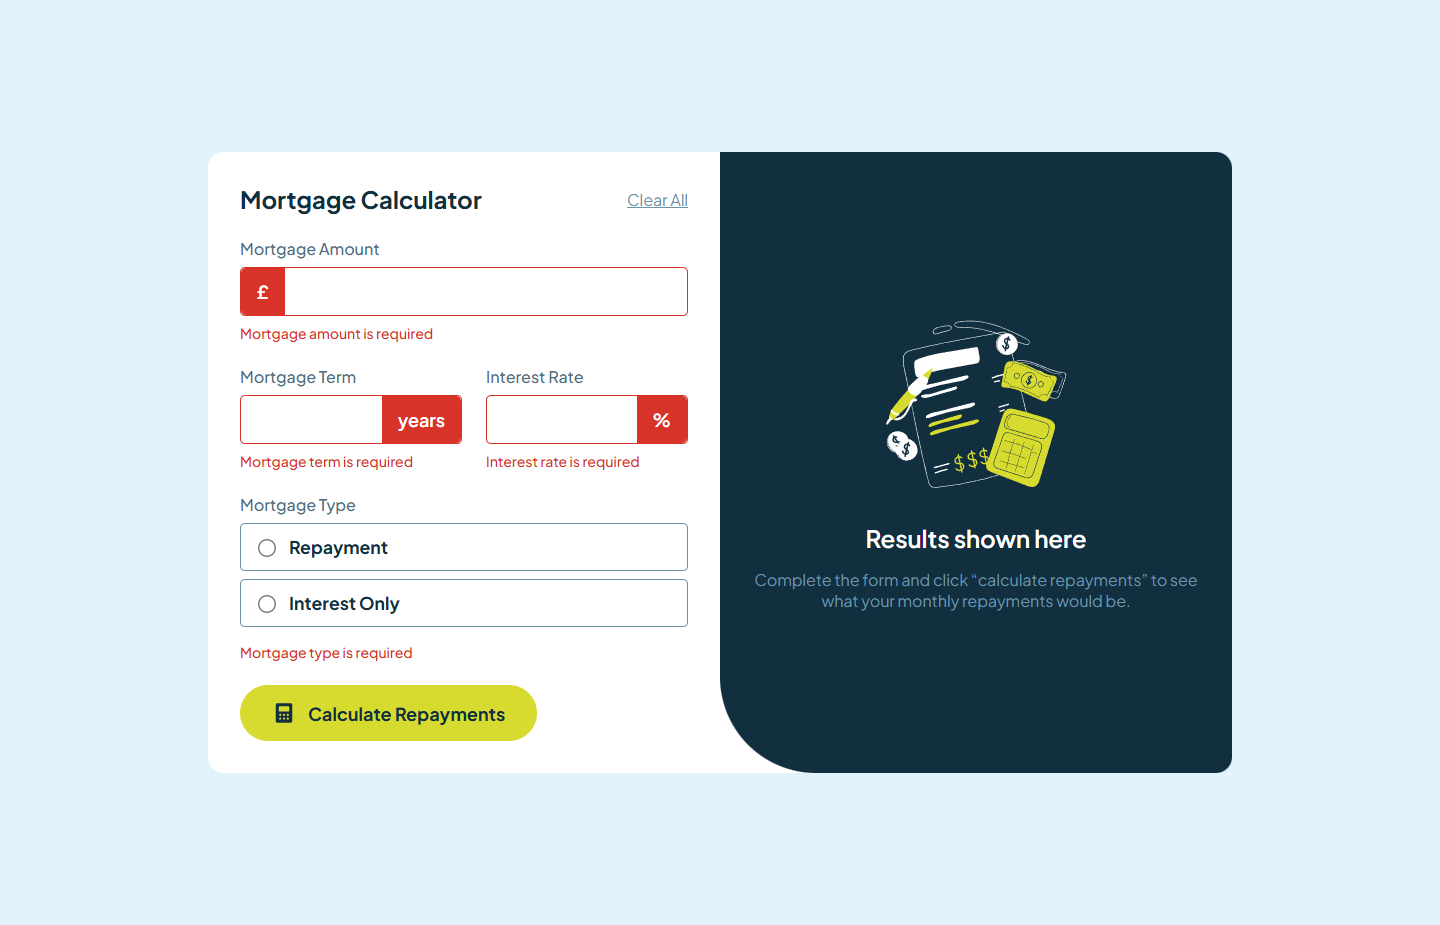 Mortgage Calculator
Clear All
Mortgage Amount
£
Mortgage amount is required
Mortgage Term
years
Mortgage term is required
Interest Rate
%
Interest rate is required
Mortgage Type
Repayment
Interest Only
Mortgage type is required
Calculate Repayments
$
$
$
$
$$$
Results shown here
Complete the form and click “calculate repayments” to see
what your monthly repayments would be.